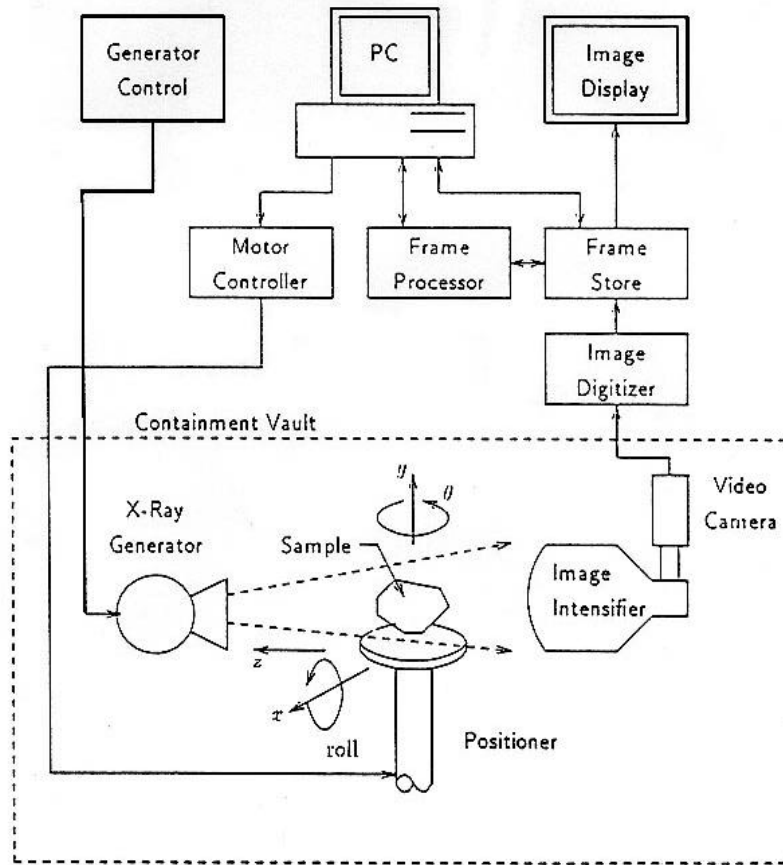 Generator
Control
PC
Image
Display
Motor
Controller
Frame
Processor
Frame
Store
Image
Digitizer
Containment Vault
X-Ray
Generator
y
θ
Sample
Video
Camera
Image
Intensifier
z
x
roll
Positioner